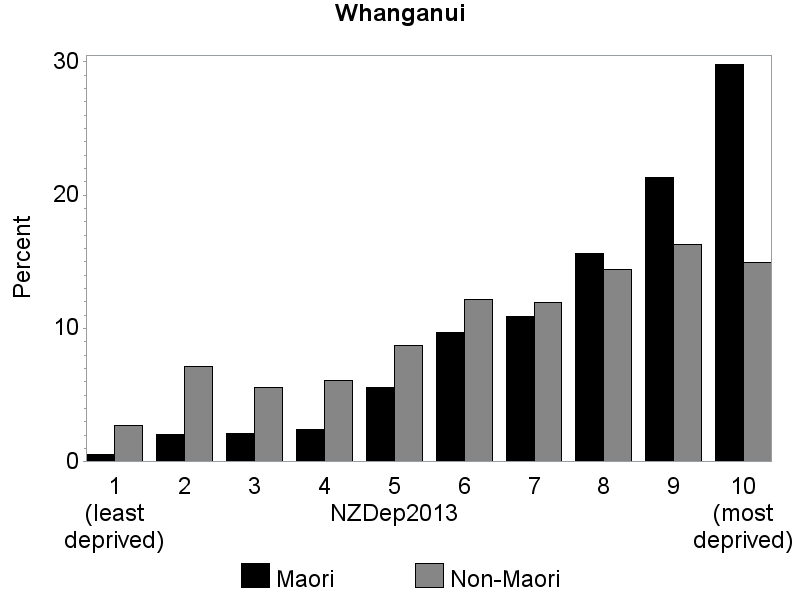 Whanganui
30
20
10
0
Percent
1 2 3 4 5 6 7 8 9 10
(least NZDep2013 (most
deprived) deprived)
Maori Non-Maori